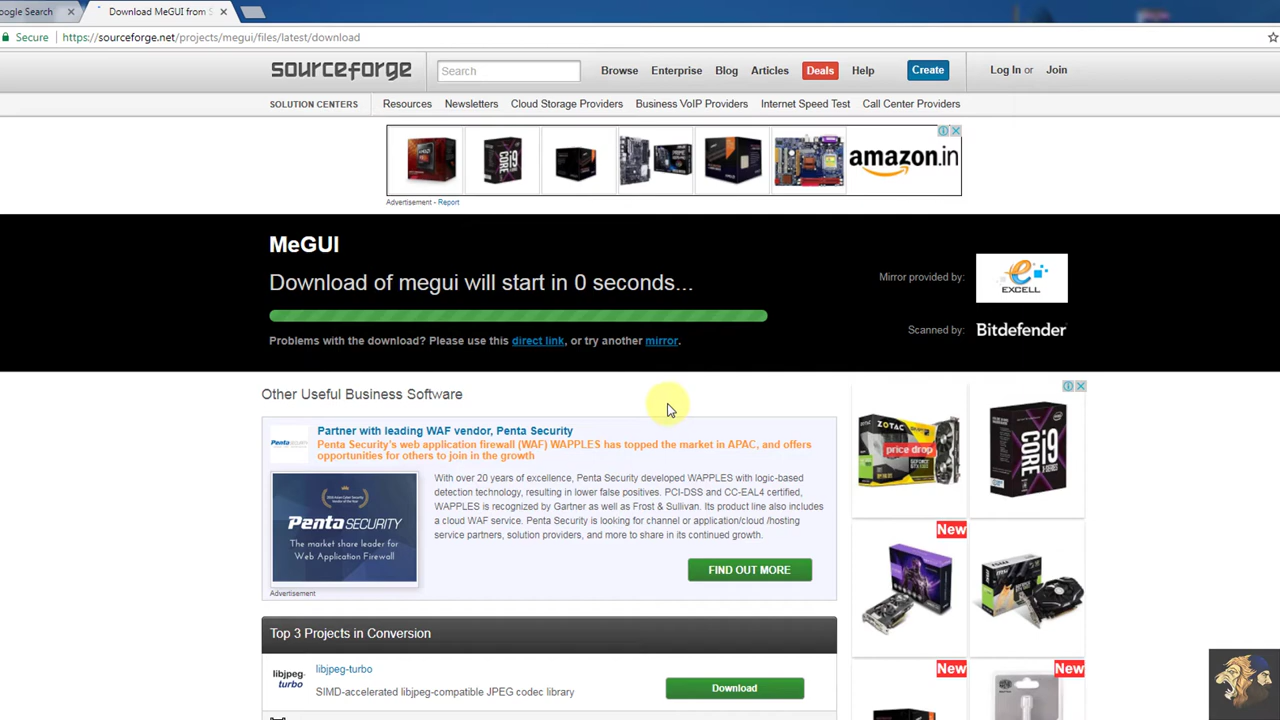 oogle Search
Download MeGUI from S
Secure https://sourceforge.net/projects/megui/files/latest/download
sourceforge Search Browse Enterprise Blog Articles Deals Help Create Log In or Join
SOLUTION CENTERS Resources Newsletters Cloud Storage Providers Business VoIP Providers Internet Speed Test Call Center Providers
amazon.in
Advertisement - Report
MeGUI
Download of megui will start in 0 seconds...
Mirror provided by: EXCELL
Problems with the download? Please use this direct link, or try another mirror.
Scanned by: Bitdefender
Other Useful Business Software
Partner with leading WAF vendor, Penta Security
Penta Security's web application firewall (WAF) WAPPLES has topped the market in APAC, and offers
opportunities for others to join in the growth
PentaSECURITY
With over 20 years of excellence, Penta Security developed WAPPLES with logic-based
detection technology, resulting in lower false positives. PCI-DSS and CC-EAL4 certified,
WAPPLES is recognized by Gartner as well as Frost & Sullivan. Its product line also includes
a cloud WAF service. Penta Security is looking for channel or application/cloud /hosting
service partners, solution providers, and more to share in its continued growth.
Penta SECURITY
The market share leader for
Web Application Firewall
FIND OUT MORE
Advertisement
ZOTAC
price drop
CORE i9
X-SERIES
New
New
New
Top 3 Projects in Conversion
libjpeg-turbo
libjpeg-turbo
SIMD-accelerated libjpeg-compatible JPEG codec library
Download